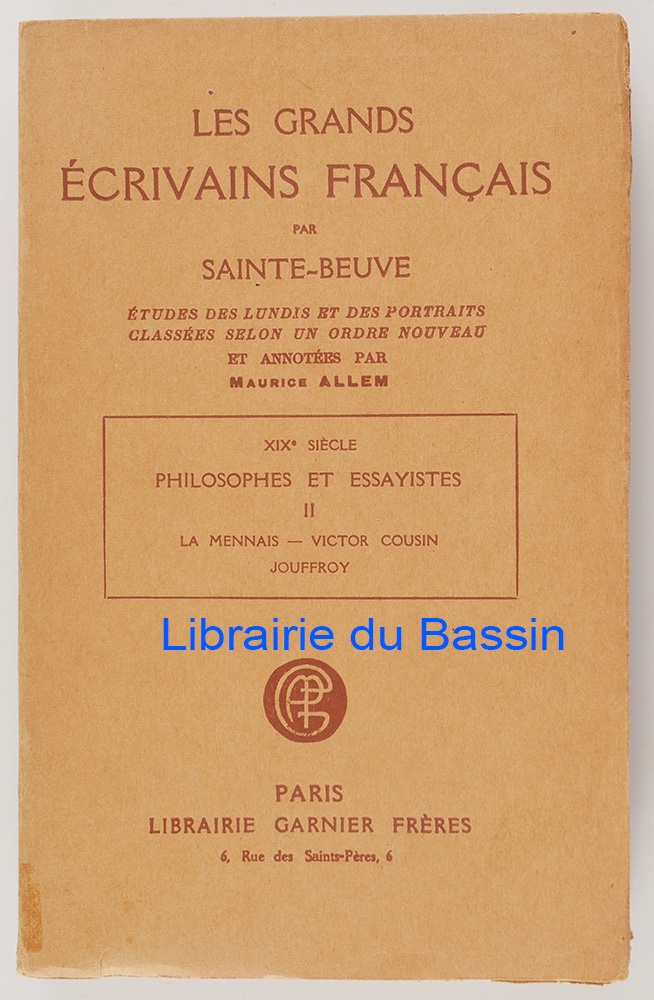 LES GRANDS
ÉCRIVAINS FRANÇAIS
PAR
SAINTE-BEUVE
ÉTUDES DES LUNDIS ET DES PORTRAITS
CLASSÉES SELON UN ORDRE NOUVEAU
ET ANNOTÉES PAR
MAURICE ALLEM
XIXe SIÈCLE
PHILOSOPHES ET ESSAYISTES
II
LA MENNAIS — VICTOR COUSIN
JOUFFROY
Librairie du Bassin
PARIS
LIBRAIRIE GARNIER FRÈRES
6, Rue des Saints-Pères, 6